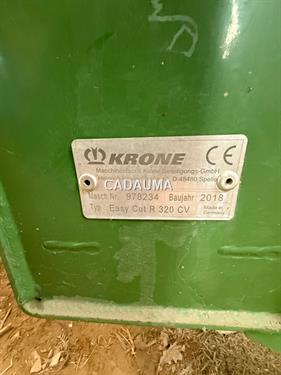 KRONE CE
Maschinenfabrik Krone Beteiligungs-GmbH
D-48480 Spelle
CADAUMA
Masch.Nr. 978234 Baujahr 2018
Typ Easy Cut R 320 CV Made in
Germany